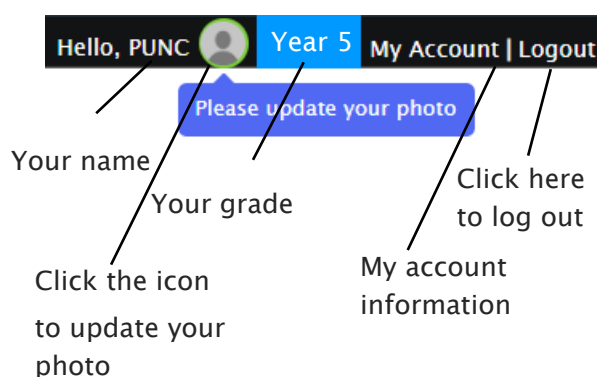 Hello, PUNC Year 5 My Account | Logout
Please update your photo
Your name
Your grade
Click here
to log out
My account
information
Click the icon
to update your
photo